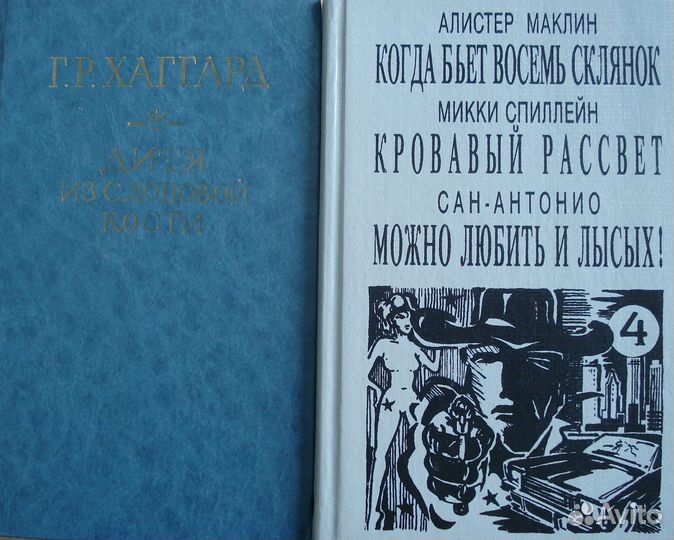 Г.Р.ХАГГАРД
ДИТЯ
ИЗ СЛОНОВОЙ
КОСТИ
АЛИСТЕР МАКЛИН
КОГДА БЬЕТ ВОСЕМЬ СКЛЯНОК
МИККИ СПИЛЛЕЙН
КРОВАВЫЙ РАССВЕТ
САН-АНТОНИО
МОЖНО ЛЮБИТЬ И ЛЫСЫХ!
4
Avito